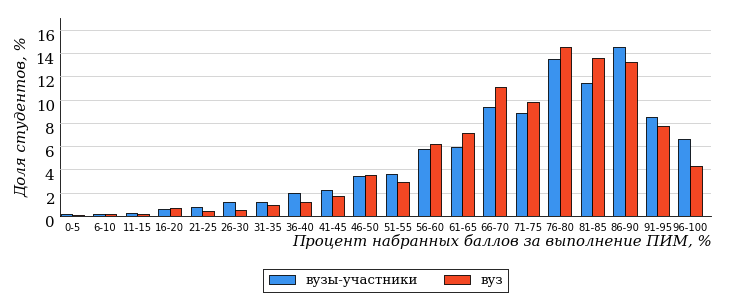 Доля студентов, %
16
14
12
10
8
6
4
2
0
0-5 6-10 11-15 16-20 21-25 26-30 31-35 36-40 41-45 46-50 51-55 56-60 61-65 66-70 71-75 76-80 81-85 86-90 91-95 96-100
Процент набранных баллов за выполнение ПИМ, %
вузы-участники вуз